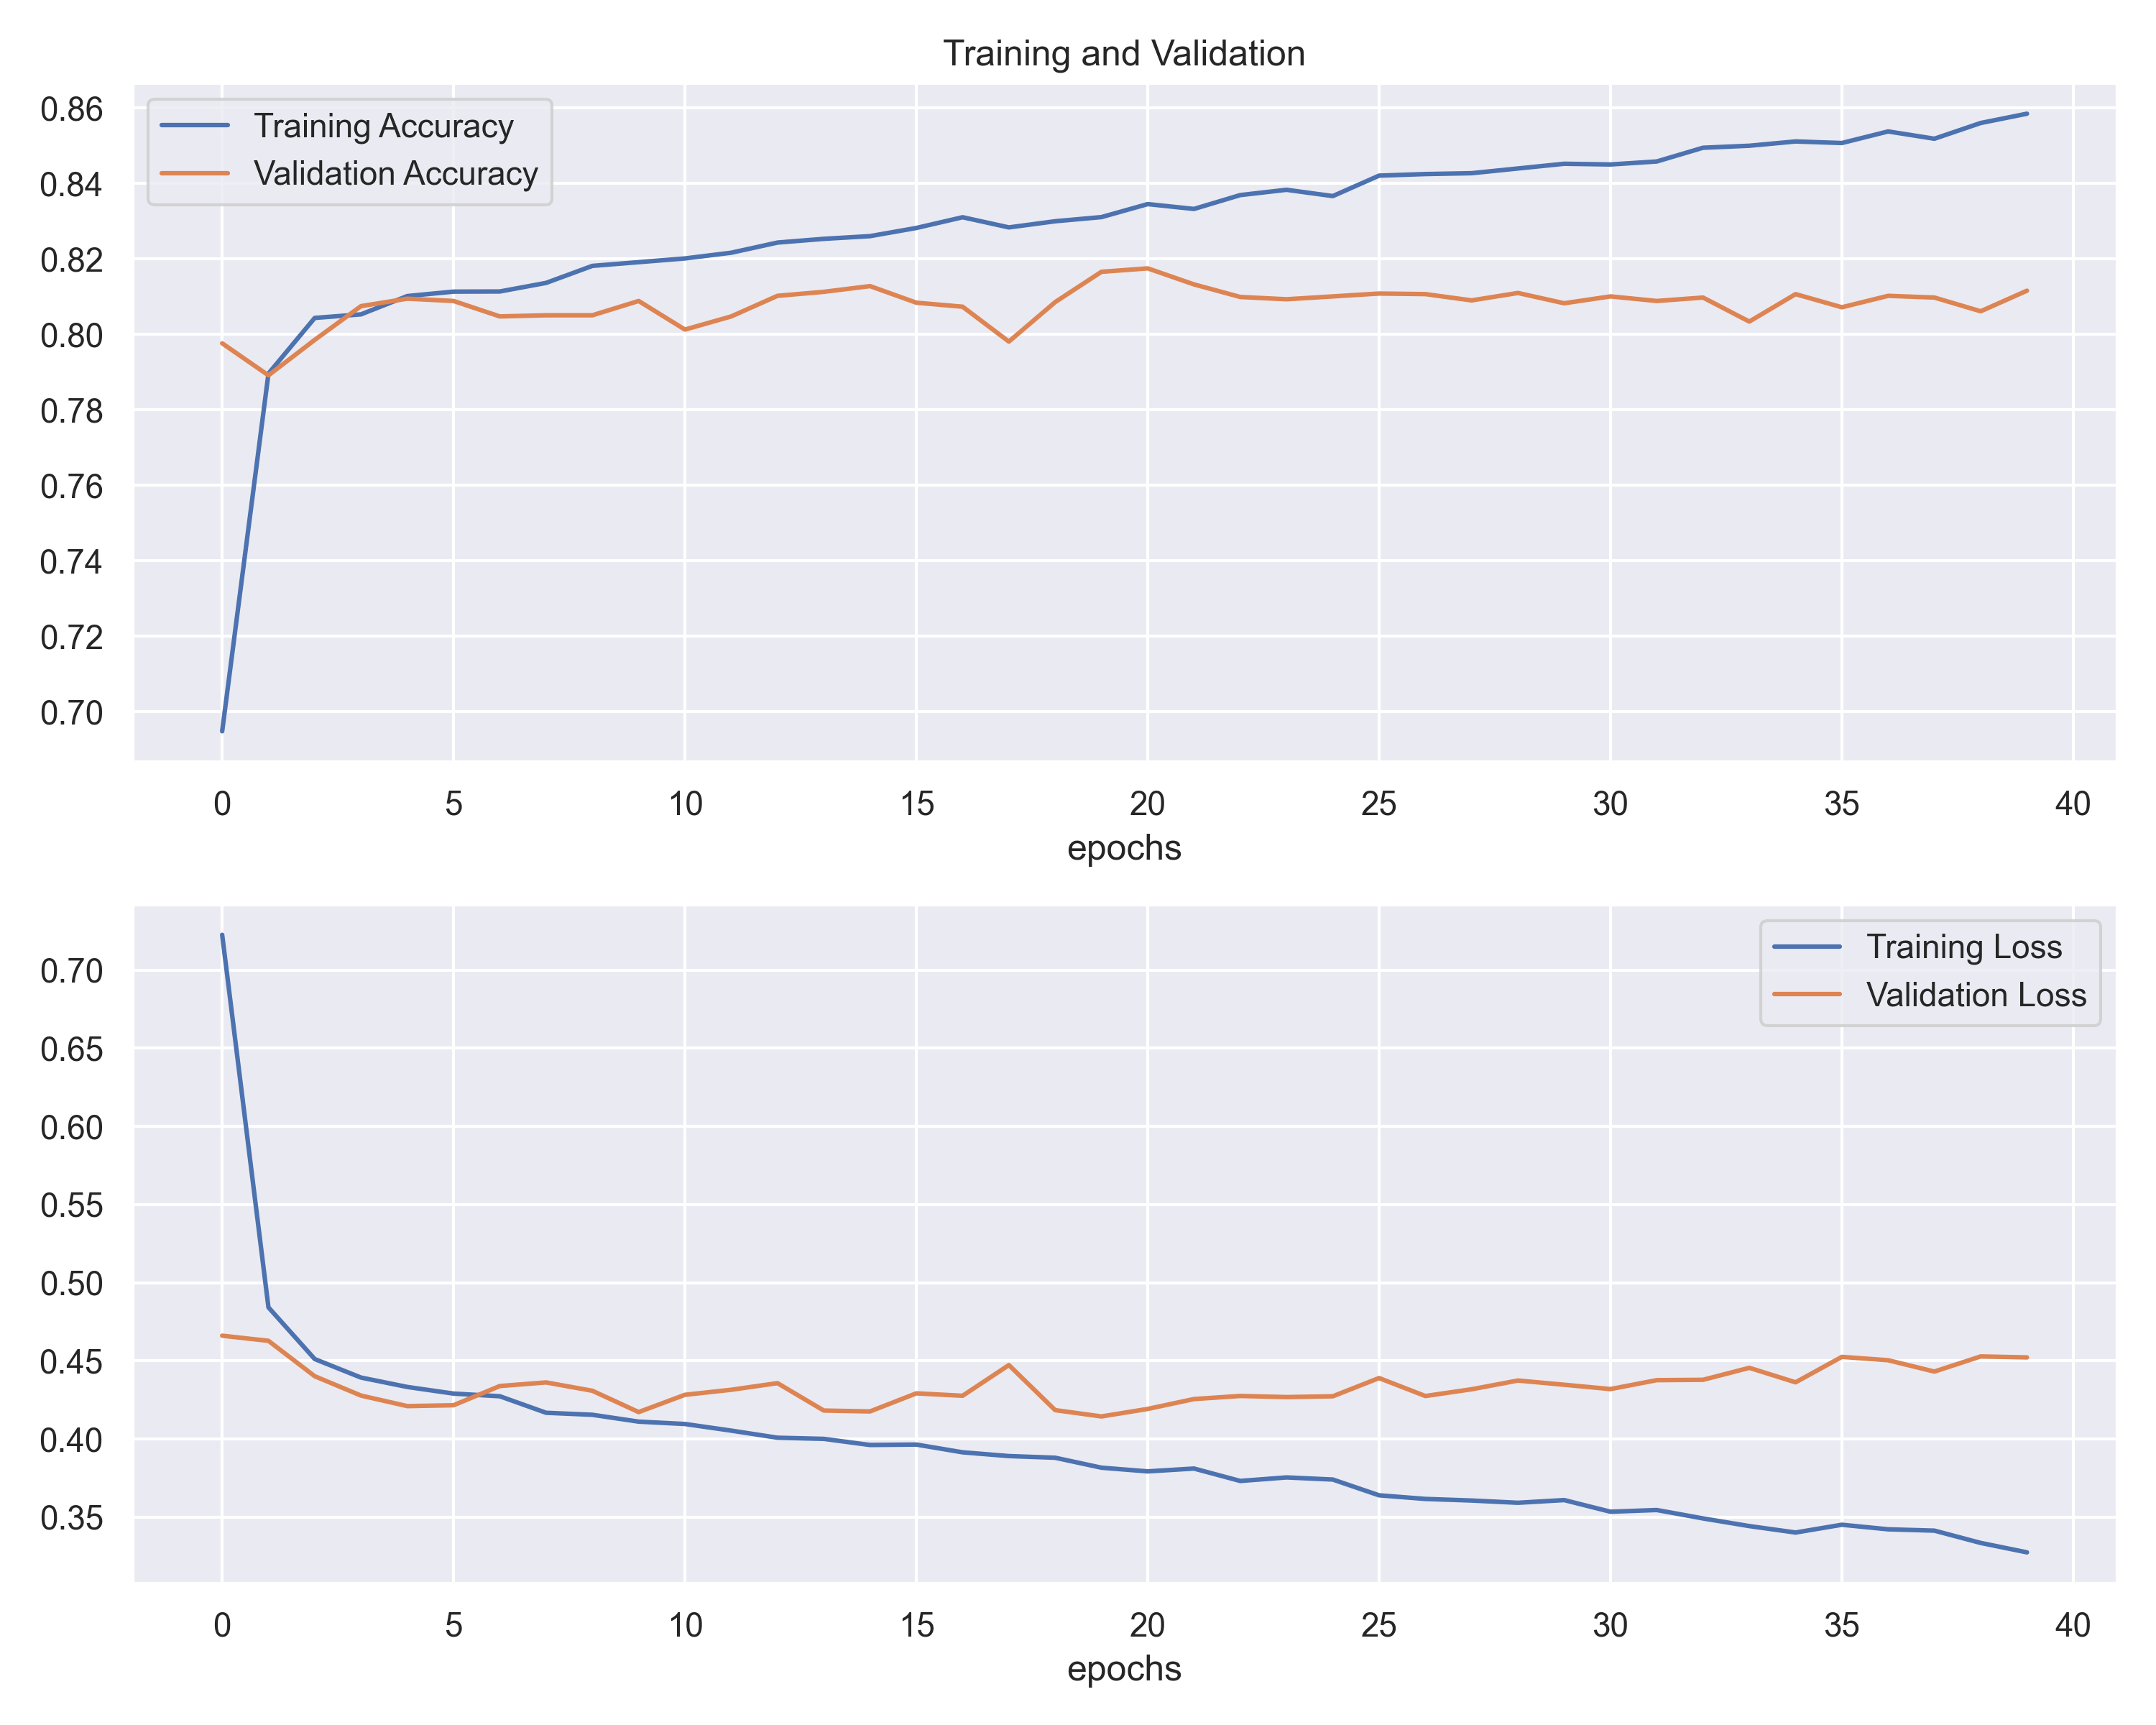 Training and Validation
0.86
0.84
0.82
0.80
0.78
0.76
0.74
0.72
0.70
Training Accuracy
Validation Accuracy
0 5 10 15 20 25 30 35 40
epochs
0.70
0.65
0.60
0.55
0.50
0.45
0.40
0.35
Training Loss
Validation Loss
0 5 10 15 20 25 30 35 40
epochs